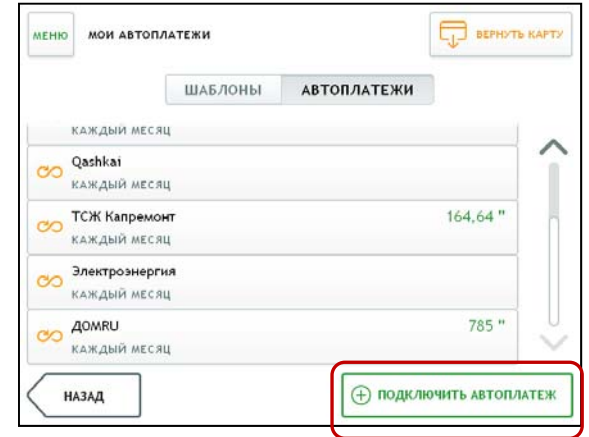 МЕНЮ МОИ АВТОПЛАТЕЖИ ВЕРНУТЬ КАРТУ
ШАБЛОНЫ АВТОПЛАТЕЖИ
КАЖДЫЙ МЕСЯЦ
Qashkai
КАЖДЫЙ МЕСЯЦ
ТСЖ Капремонт 164,64 "
КАЖДЫЙ МЕСЯЦ
Электроэнергия
КАЖДЫЙ МЕСЯЦ
ДОМRU 785 "
КАЖДЫЙ МЕСЯЦ
НАЗАД ПОДКЛЮЧИТЬ АВТОПЛАТЕЖ